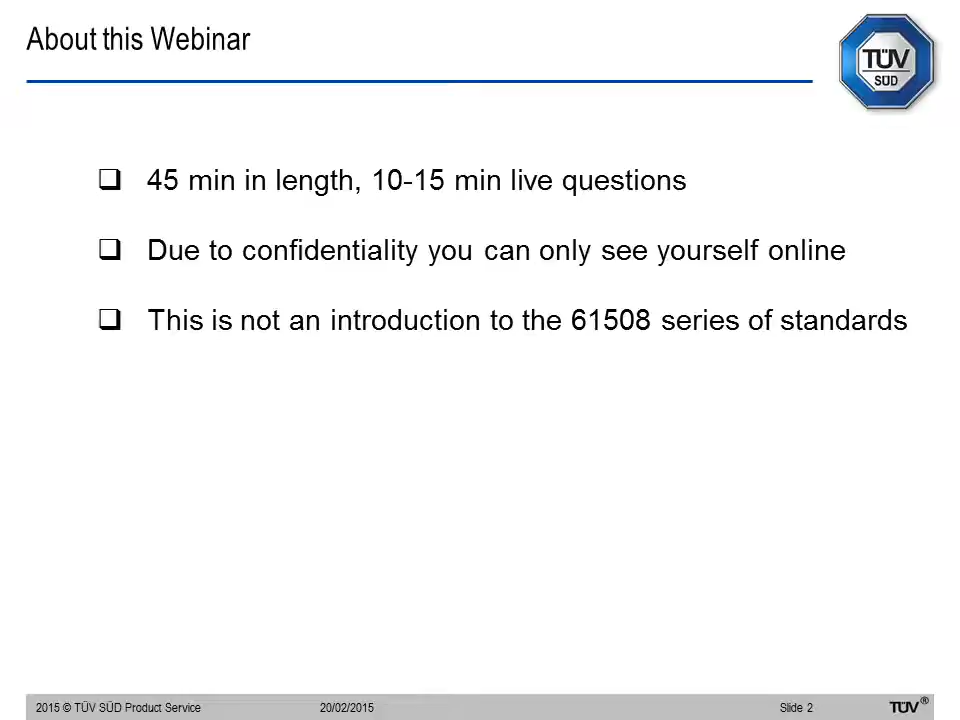 About this Webinar
TÜV
SÜD
❑ 45 min in length, 10-15 min live questions
❑ Due to confidentiality you can only see yourself online
❑ This is not an introduction to the 61508 series of standards
2015 © TÜV SÜD Product Service 20/02/2015 Slide 2 TÜV®